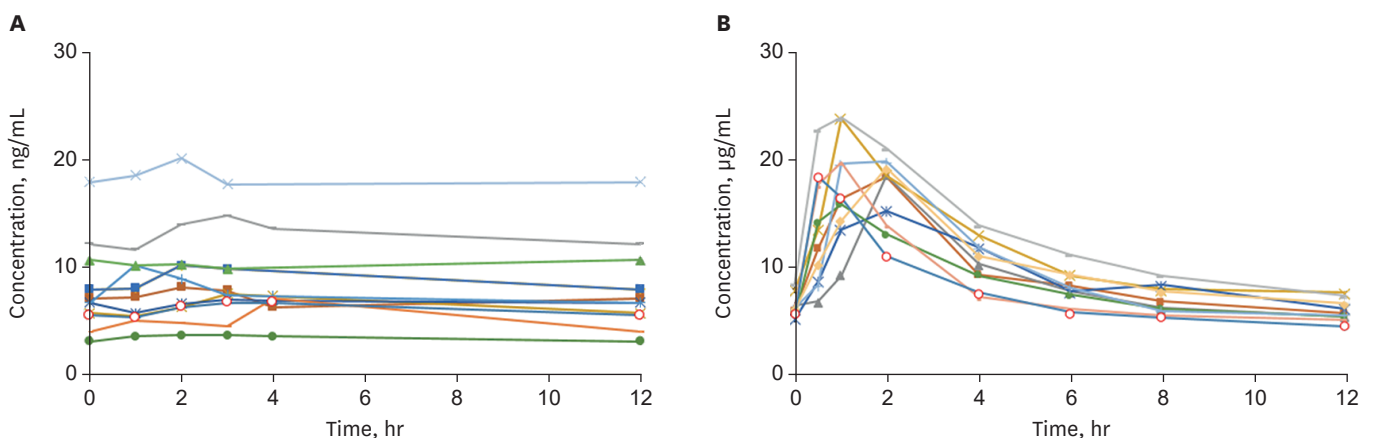 A
Concentration, ng/mL
30
20
10
0
0 2 4 6 8 10 12
Time, hr
B
Concentration, µg/mL
30
20
10
0
0 2 4 6 8 10 12
Time, hr